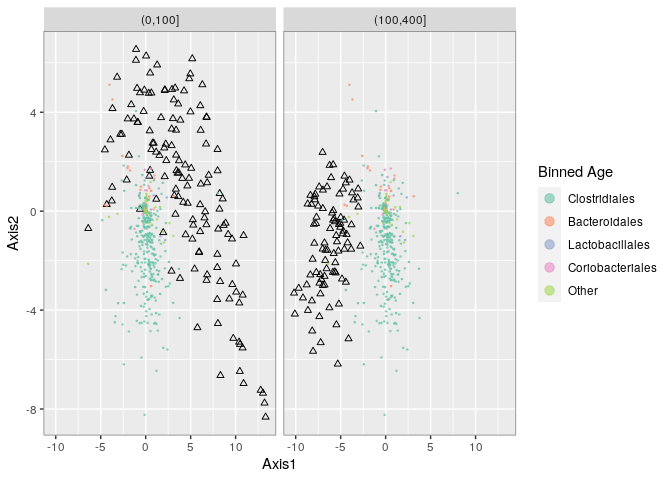 (0,100] (100,400]
4
0
-4
-8
Axis2
-10 -5 0 5 10 -10 -5 0 5 10
Axis1
Binned Age
Clostridiales
Bacteroidales
Lactobacillales
Coriobacteriales
Other